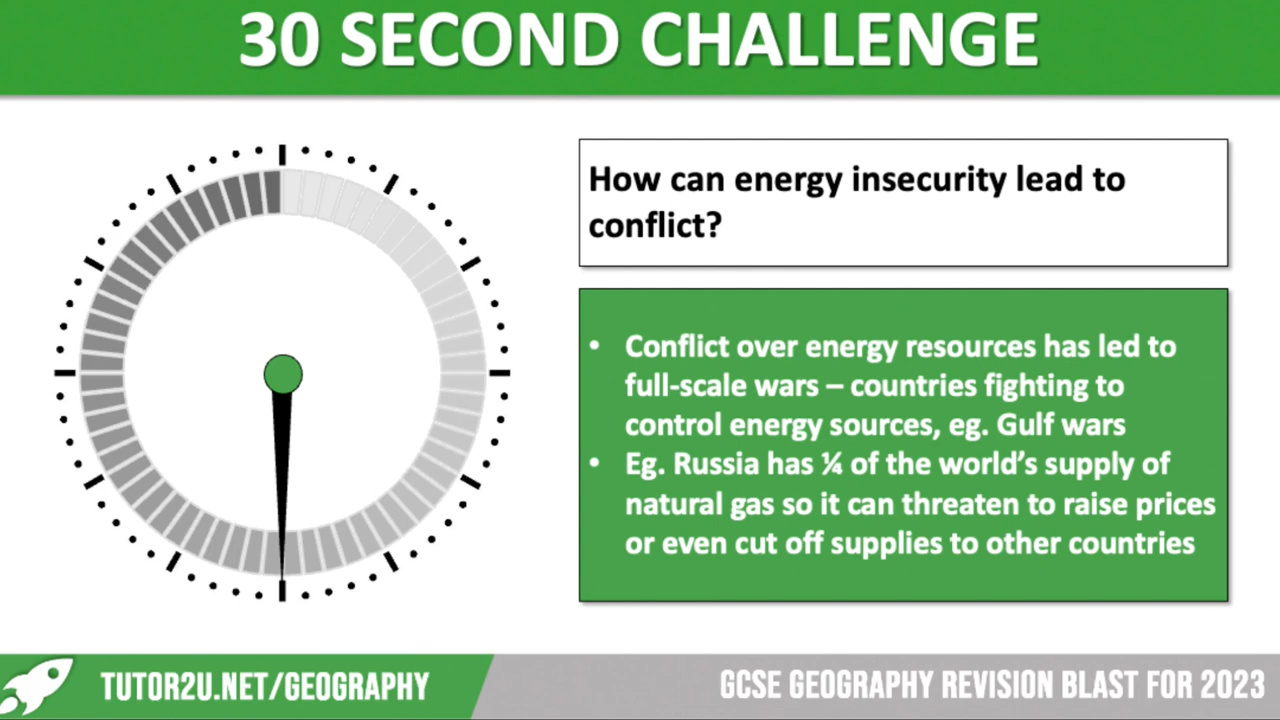 30 SECOND CHALLENGE
How can energy insecurity lead to
conflict?
• Conflict over energy resources has led to
full-scale wars – countries fighting to
control energy sources, eg. Gulf wars
• Eg. Russia has ¼ of the world's supply of
natural gas so it can threaten to raise prices
or even cut off supplies to other countries
TUTOR2U.NET/GEOGRAPHY
GCSE GEOGRAPHY REVISION BLAST FOR 2023